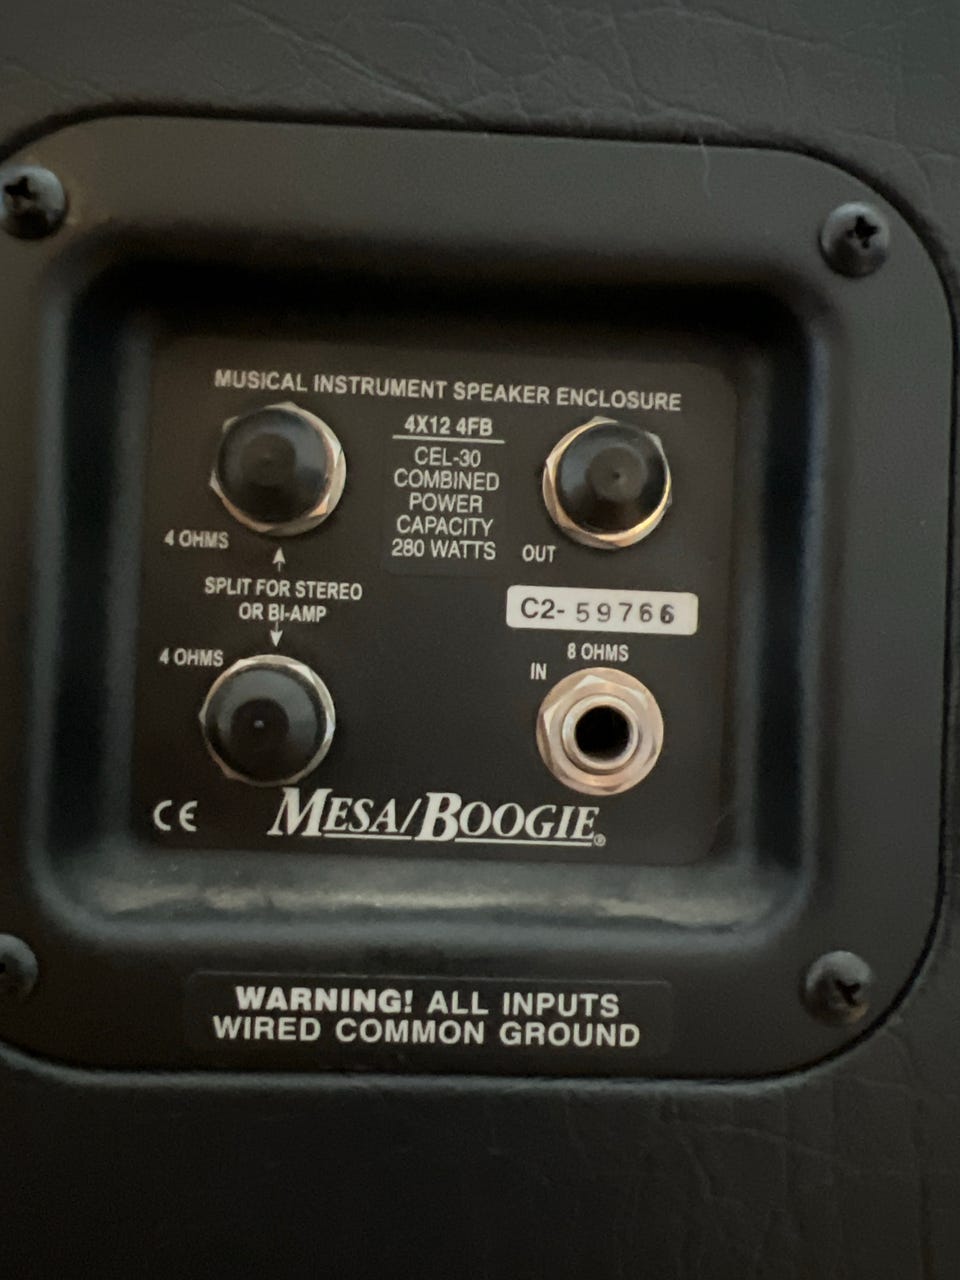 MUSICAL INSTRUMENT SPEAKER ENCLOSURE
4X12 4FB
CEL-30
COMBINED
POWER
CAPACITY
280 WATTS
4 OHMS
OUT
SPLIT FOR STEREO
OR BI-AMP
C2-59766
4 OHMS
8 OHMS
IN
CE
MESA/BOOGIE®
WARNING! ALL INPUTS
WIRED COMMON GROUND